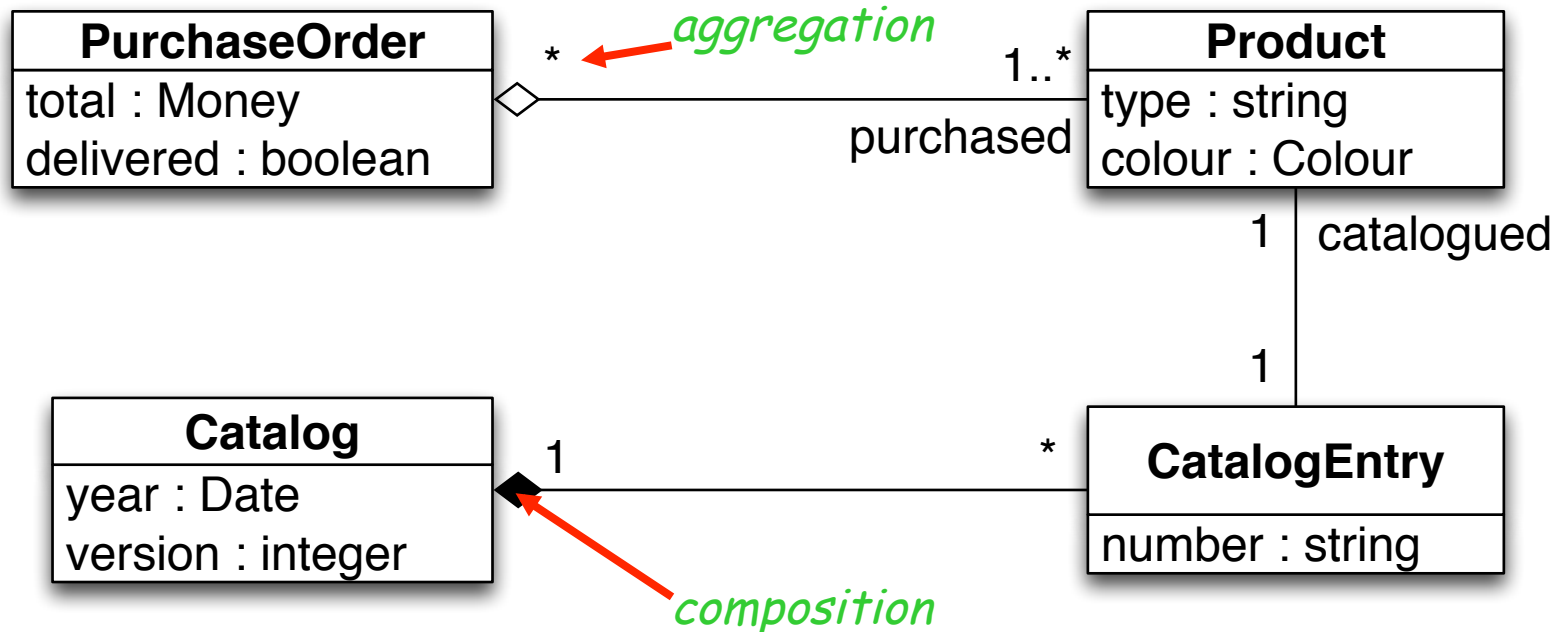 aggregation
PurchaseOrder
total : Money
delivered : boolean
*
1..*
purchased
Product
type : string
colour : Colour
1
catalogued
1
Catalog
year : Date
version : integer
1
*
CatalogEntry
number : string
composition